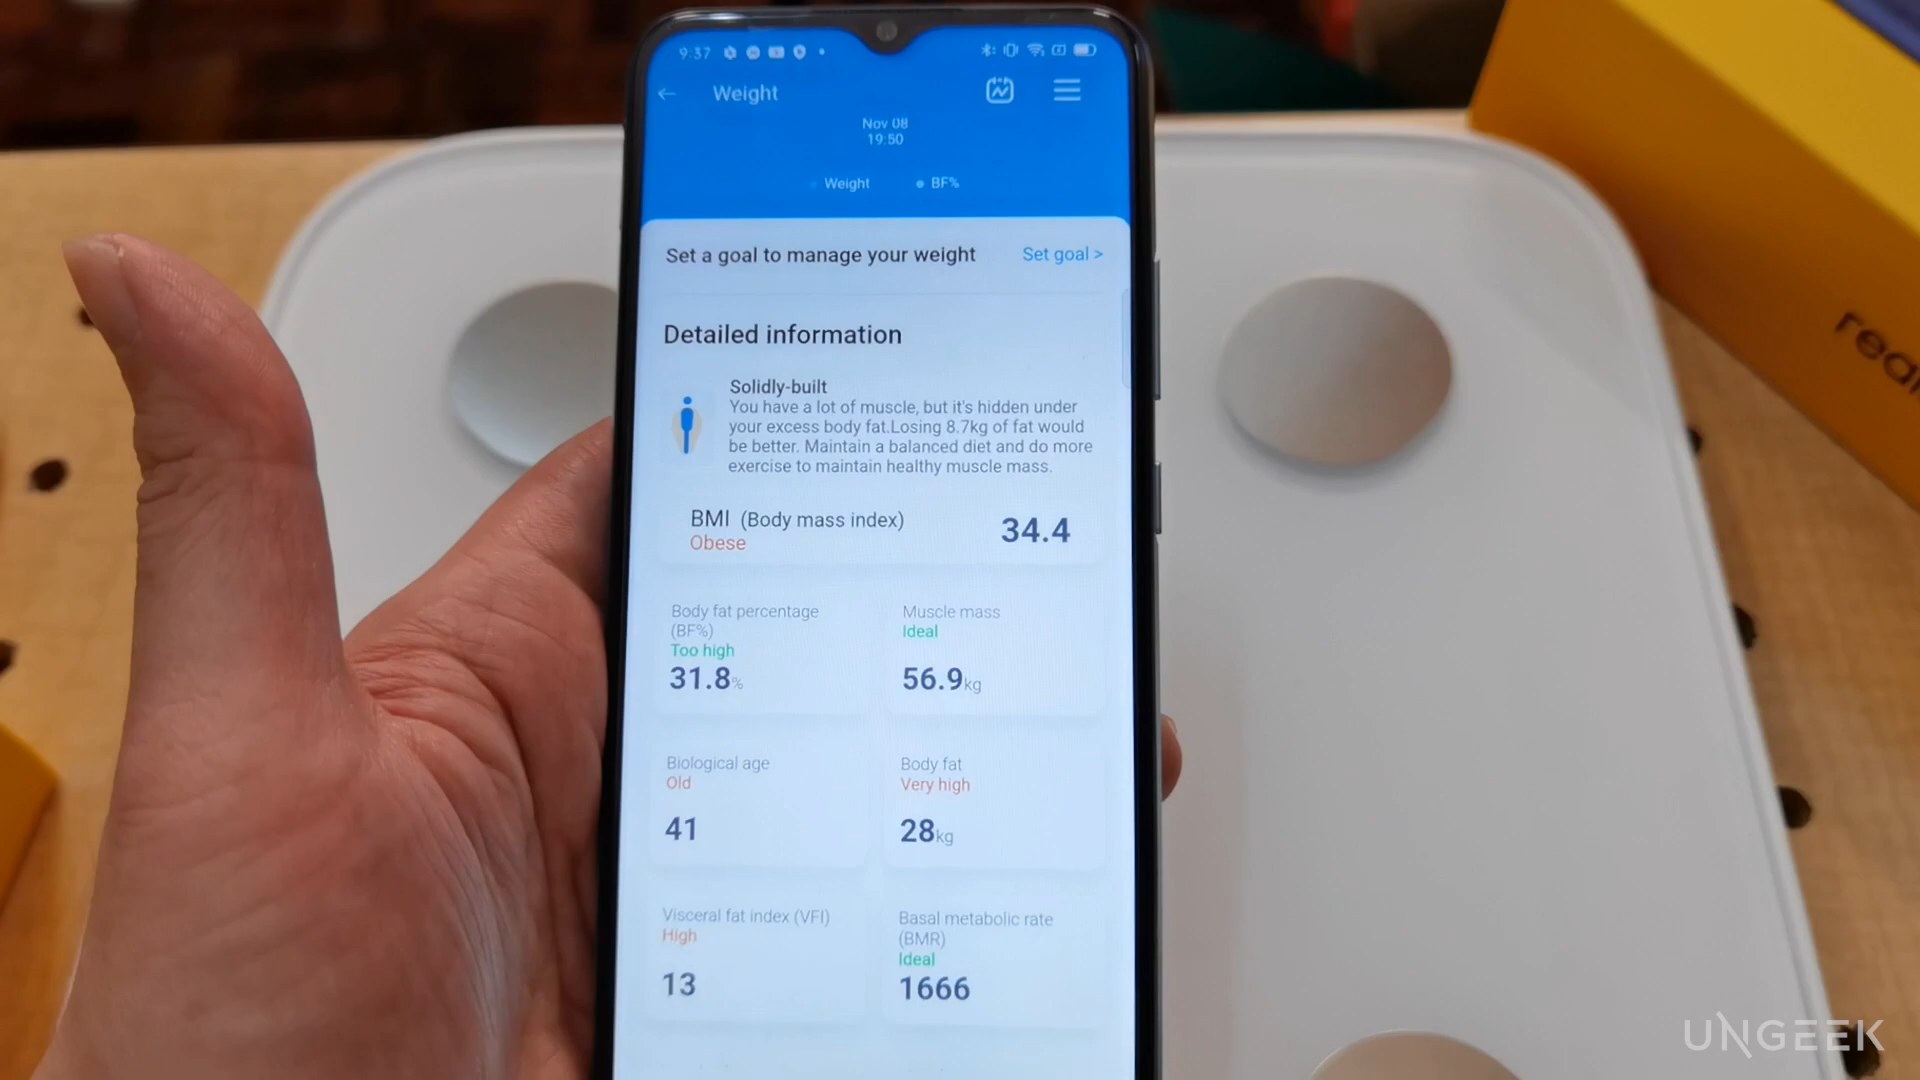 9:37
Weight
Nov 08
19:50
Weight BF%
Set a goal to manage your weight Set goal >
Detailed information
Solidly-built
You have a lot of muscle, but it's hidden under
your excess body fat.Losing 8.7kg of fat would
be better. Maintain a balanced diet and do more
exercise to maintain healthy muscle mass.
BMI (Body mass index)
Obese
34.4
Body fat percentage
(BF%)
Too high
31.8%
Muscle mass
Ideal
56.9kg
Biological age
Old
41
Body fat
Very high
28kg
Visceral fat index (VFI)
High
13
Basal metabolic rate
(BMR)
Ideal
1666
UNGEEK